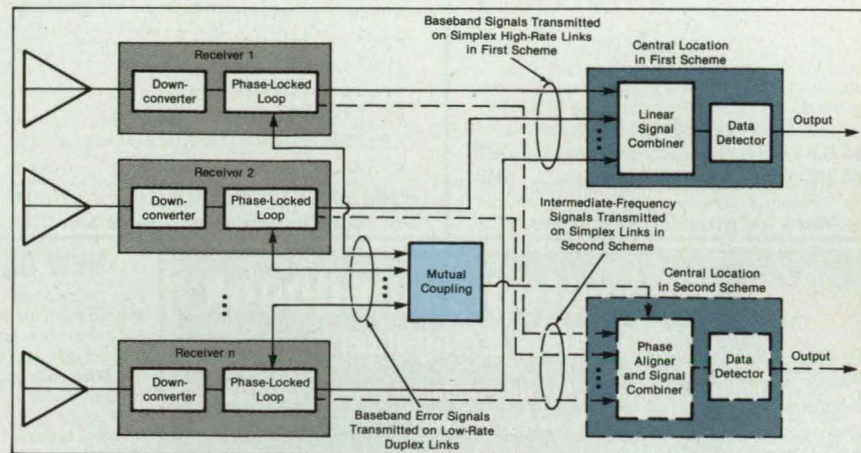 Baseband Signals Transmitted
on Simplex High-Rate Links
in First Scheme
Central Location
in First Scheme
Receiver 1
Down-
converter
Phase-Locked
Loop
Linear
Signal
Combiner
Data
Detector
Output
Receiver 2
Down-
converter
Phase-Locked
Loop
Intermediate-Frequency
Signals Transmitted
on Simplex Links in
Second Scheme
Mutual
Coupling
Central Location
in Second Scheme
Receiver n
Down-
converter
Phase-Locked
Loop
Phase
Aligner
and Signal
Combiner
Data
Detector
Output
Baseband Error Signals
Transmitted on Low-Rate
Duplex Links